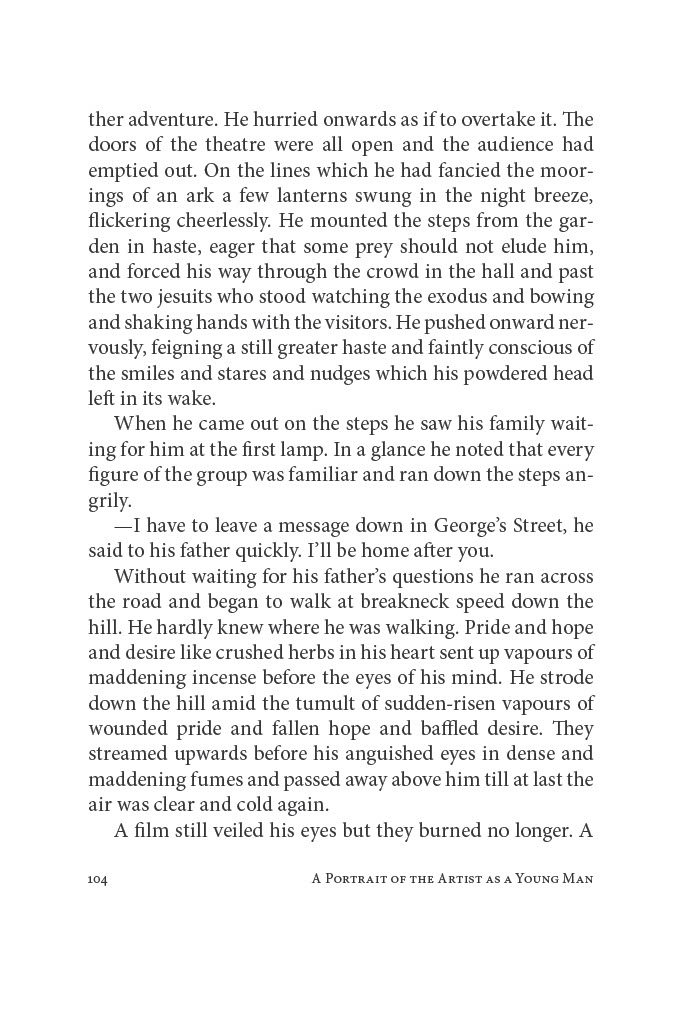 ther adventure. He hurried onwards as if to overtake it. The
doors of the theatre were all open and the audience had
emptied out. On the lines which he had fancied the moor-
ings of an ark a few lanterns swung in the night breeze,
flickering cheerlessly. He mounted the steps from the gar-
den in haste, eager that some prey should not elude him,
and forced his way through the crowd in the hall and past
the two jesuits who stood watching the exodus and bowing
and shaking hands with the visitors. He pushed onward ner-
vously, feigning a still greater haste and faintly conscious of
the smiles and stares and nudges which his powdered head
left in its wake.
When he came out on the steps he saw his family wait-
ing for him at the first lamp. In a glance he noted that every
figure of the group was familiar and ran down the steps an-
grily.
—I have to leave a message down in George’s Street, he
said to his father quickly. I’ll be home after you.
Without waiting for his father’s questions he ran across
the road and began to walk at breakneck speed down the
hill. He hardly knew where he was walking. Pride and hope
and desire like crushed herbs in his heart sent up vapours of
maddening incense before the eyes of his mind. He strode
down the hill amid the tumult of sudden-risen vapours of
wounded pride and fallen hope and baffled desire. They
streamed upwards before his anguished eyes in dense and
maddening fumes and passed away above him till at last the
air was clear and cold again.
A film still veiled his eyes but they burned no longer. A
104 A Portrait of the Artist as a Young Man